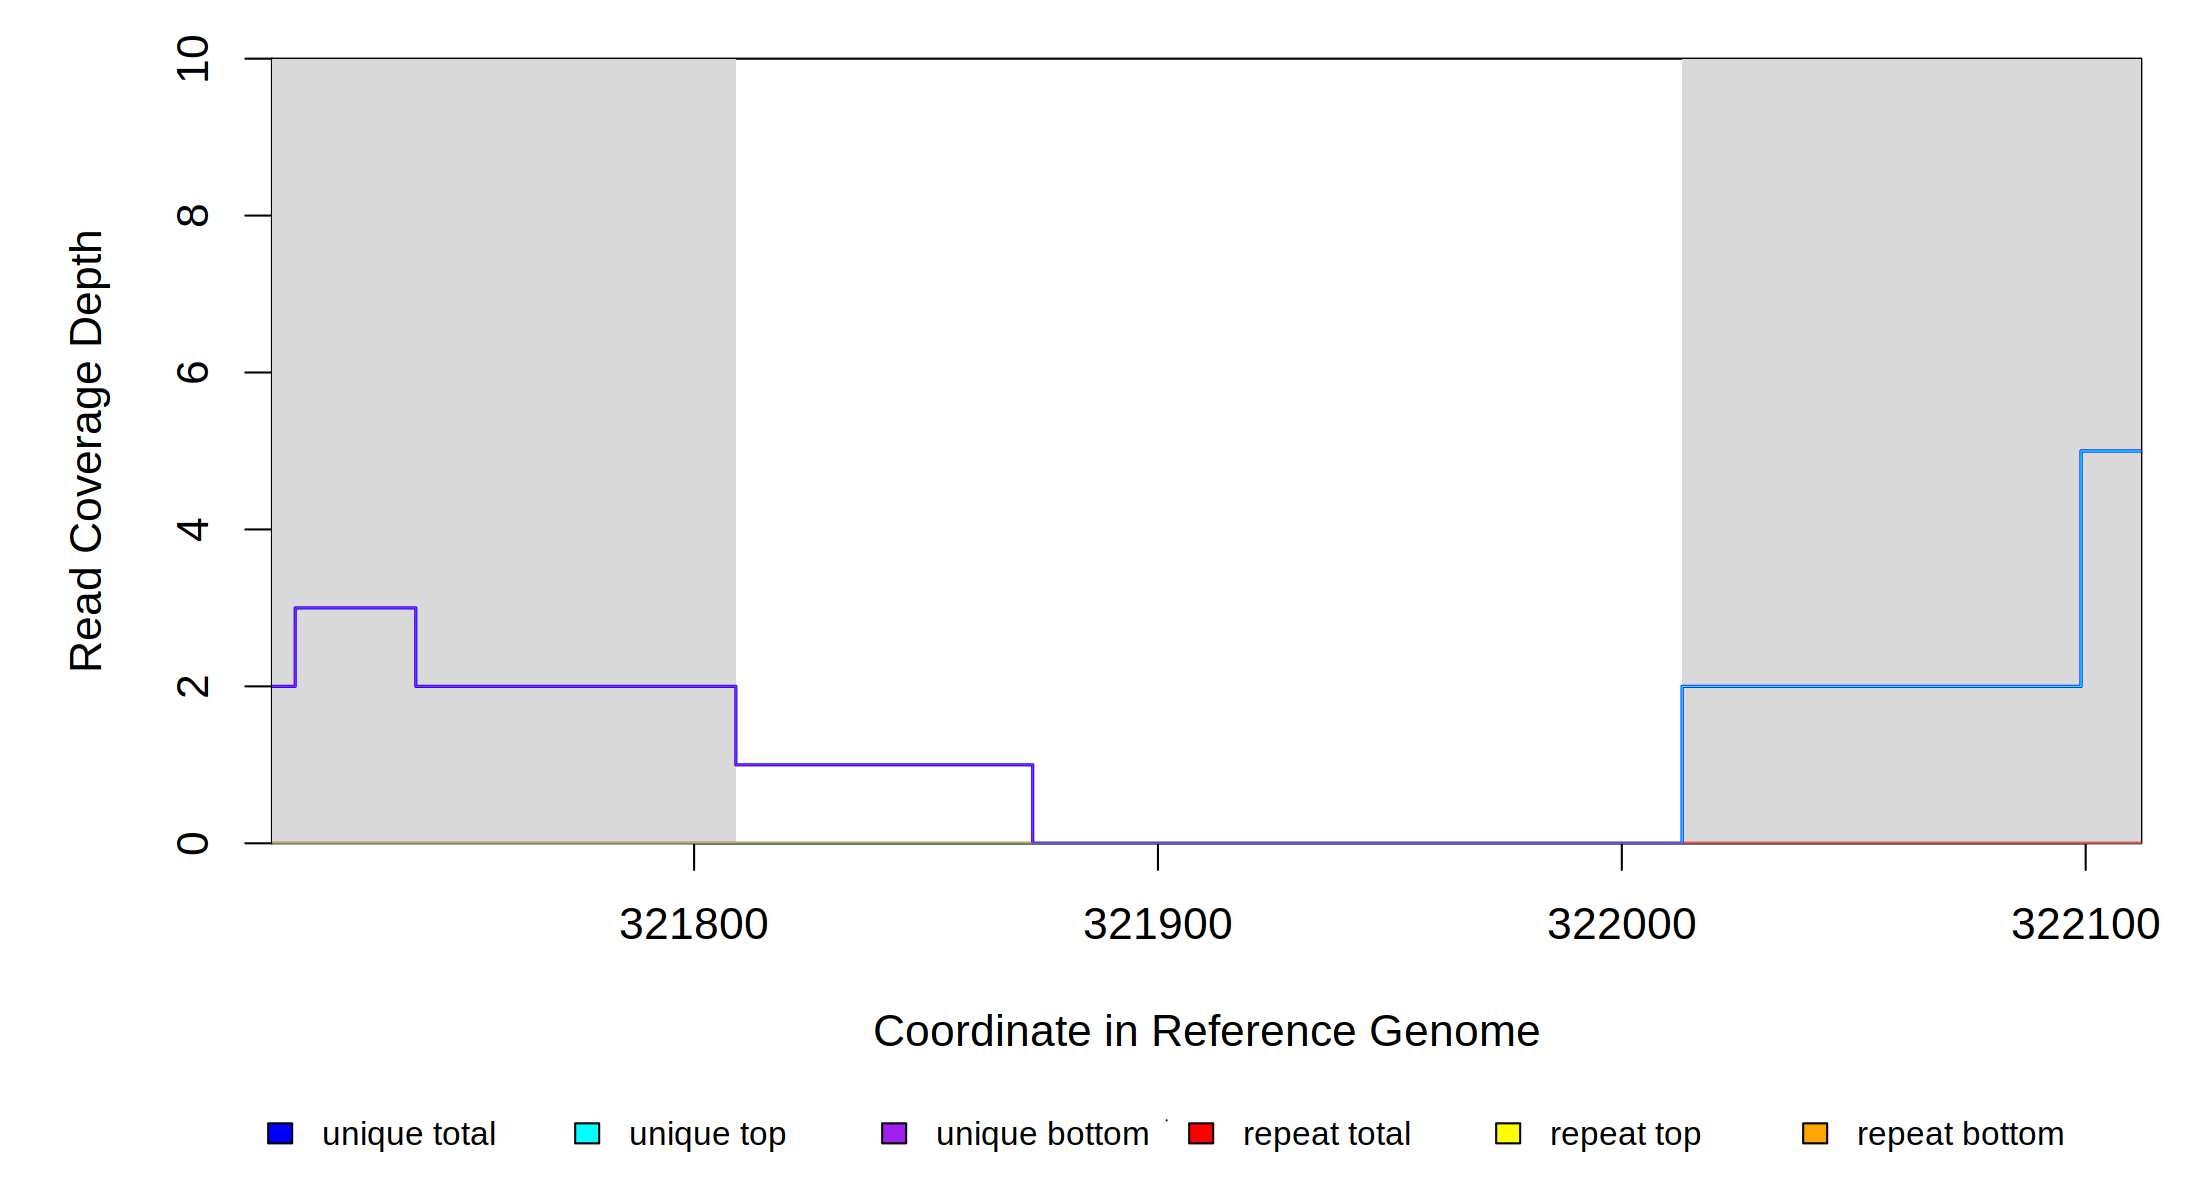 10
8
6
4
2
0
Read Coverage Depth
321800 321900 322000 322100
Coordinate in Reference Genome
unique total unique top unique bottom repeat total repeat top repeat bottom